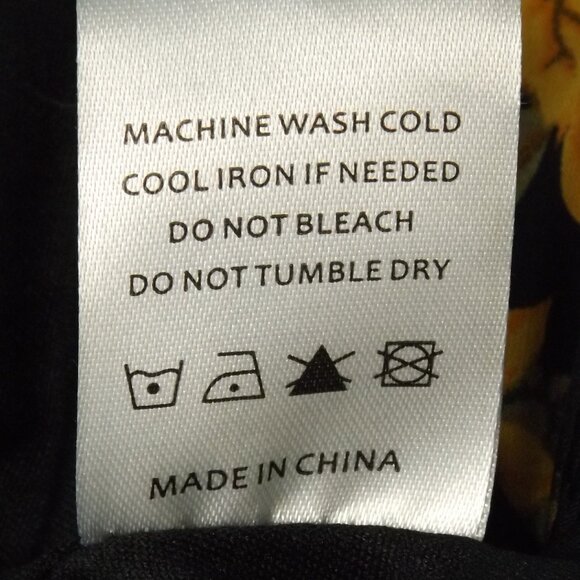 MACHINE WASH COLD
COOL IRON IF NEEDED
DO NOT BLEACH
DO NOT TUMBLE DRY
MADE IN CHINA